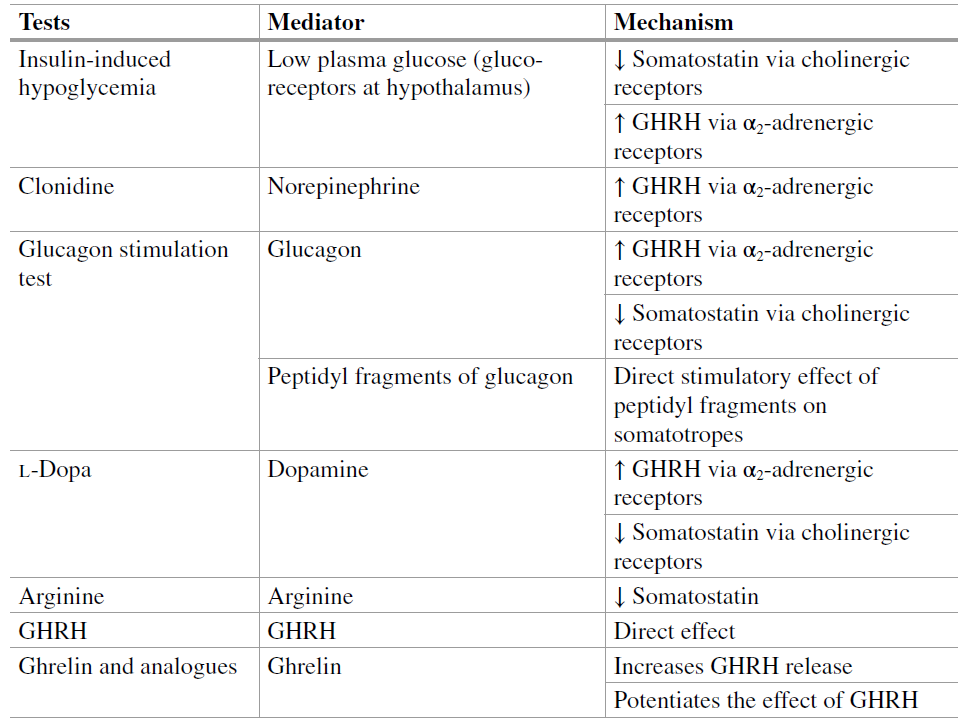 Tests Mediator Mechanism
Insulin-induced
hypoglycemia
Low plasma glucose (gluco-
receptors at hypothalamus)
↓ Somatostatin via cholinergic
receptors
↑ GHRH via α₂-adrenergic
receptors
Clonidine
Norepinephrine
↑ GHRH via α₂-adrenergic
receptors
Glucagon stimulation
test
Glucagon
↑ GHRH via α₂-adrenergic
receptors
↓ Somatostatin via cholinergic
receptors
Peptidyl fragments of glucagon
Direct stimulatory effect of
peptidyl fragments on
somatotropes
L-Dopa
Dopamine
↑ GHRH via α₂-adrenergic
receptors
↓ Somatostatin via cholinergic
receptors
Arginine Arginine ↓ Somatostatin
GHRH GHRH Direct effect
Ghrelin and analogues Ghrelin Increases GHRH release
Potentiates the effect of GHRH